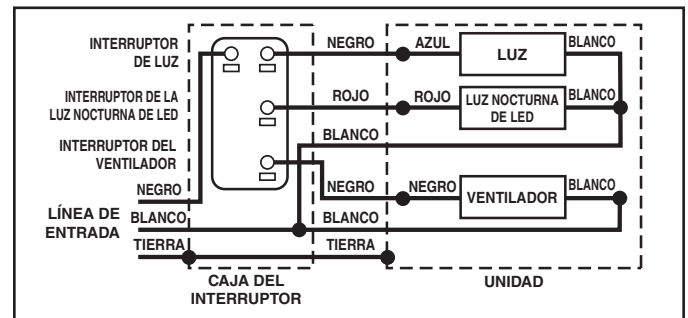 INTERRUPTOR
DE LUZ
NEGRO
AZUL
LUZ
BLANCO
INTERRUPTOR DE LA
LUZ NOCTURNA DE LED
ROJO
ROJO
LUZ NOCTURNA
DE LED
BLANCO
BLANCO
INTERRUPTOR DEL
VENTILADOR
NEGRO
NEGRO
NEGRO
VENTILADOR
BLANCO
LÍNEA DE
ENTRADA
BLANCO
BLANCO
TIERRA
TIERRA
CAJA DEL
INTERRUPTOR
UNIDAD